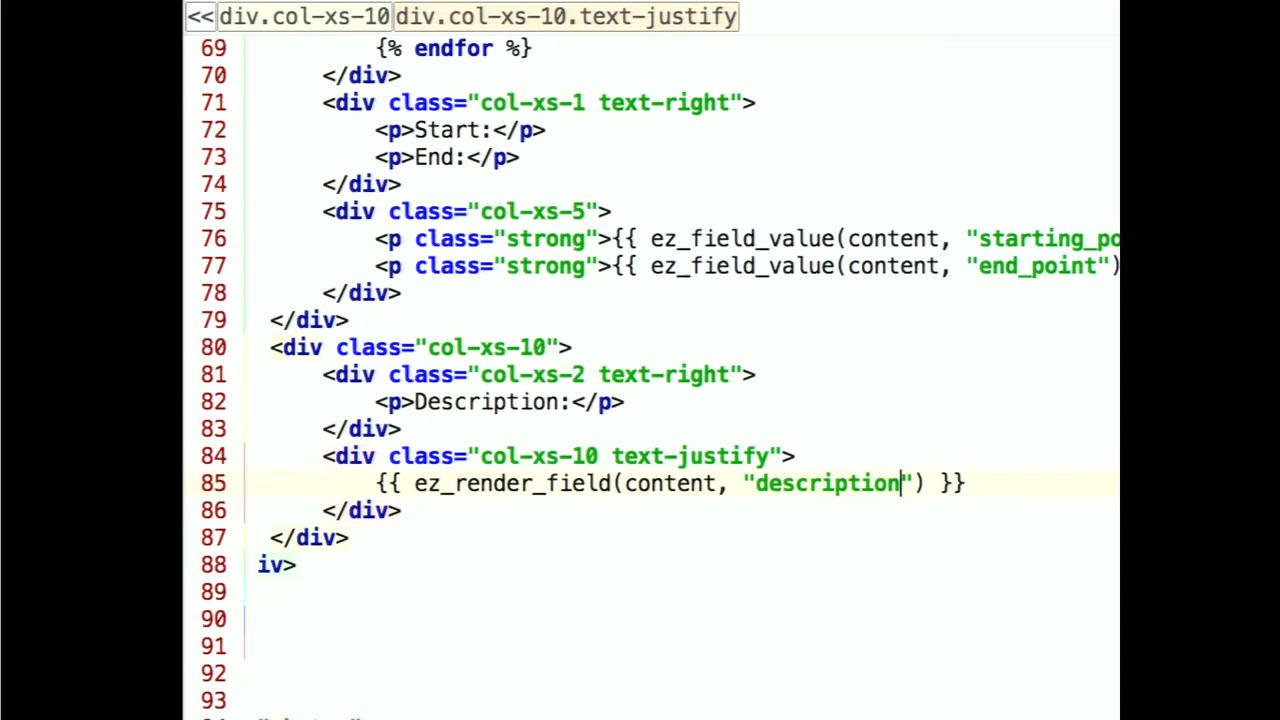 << div.col-xs-10 div.col-xs-10.text-justify
69 {% endfor %}
70 </div>
71 <div class="col-xs-1 text-right">
72 <p>Start:</p>
73 <p>End:</p>
74 </div>
75 <div class="col-xs-5">
76 <p class="strong">{{ ez_field_value(content, "starting_po
77 <p class="strong">{{ ez_field_value(content, "end_point")
78 </div>
79 </div>
80 <div class="col-xs-10">
81 <div class="col-xs-2 text-right">
82 <p>Description:</p>
83 </div>
84 <div class="col-xs-10 text-justify">
85 {{ ez_render_field(content, "description") }}
86 </div>
87 </div>
88 iv>
89
90
91
92
93